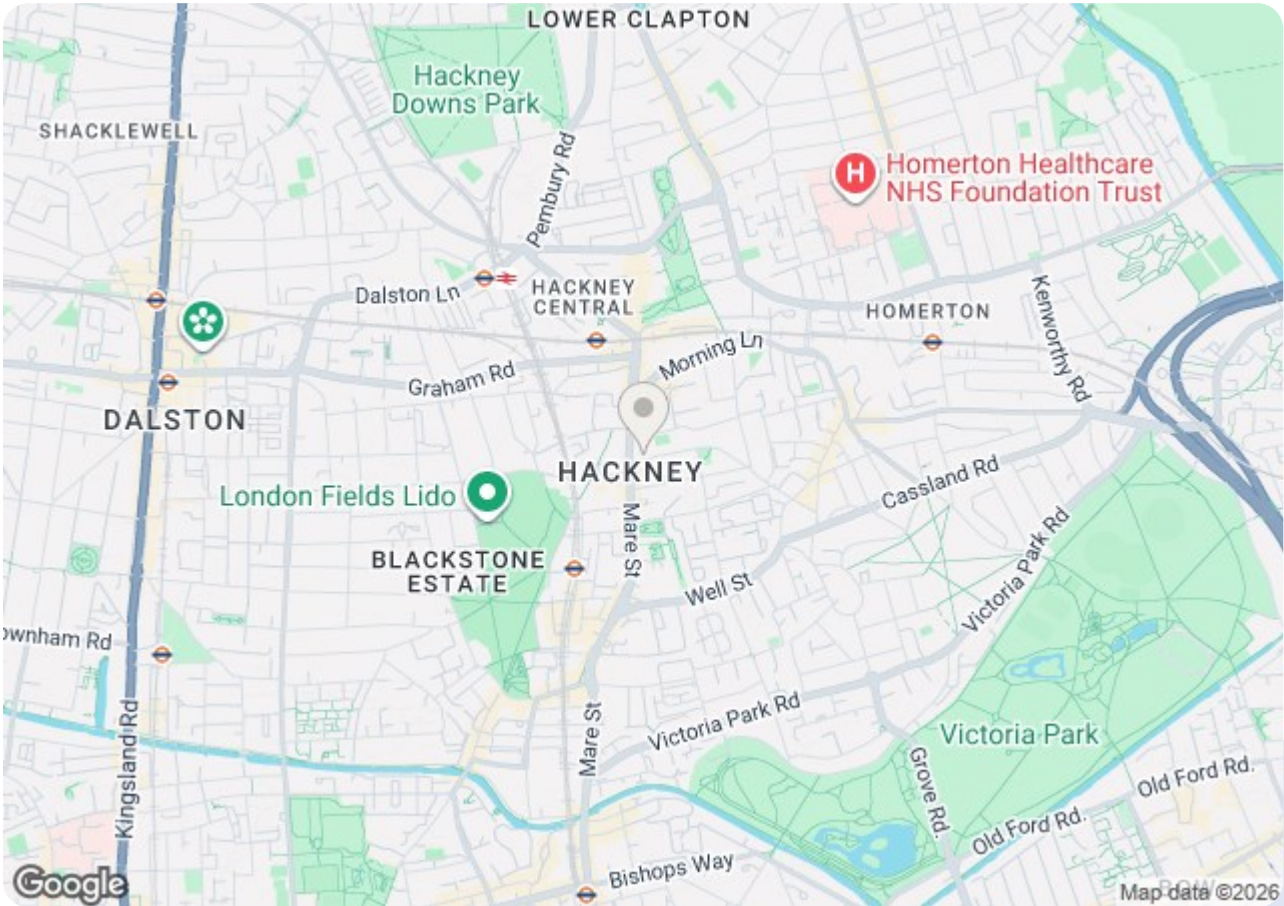 LOWER CLAPTON
Hackney
Downs Park
SHACKLEWELL
Pembury Rd
H
Homerton Healthcare
NHS Foundation Trust
Dalston Ln
HACKNEY
CENTRAL
HOMERTON
Kenworthy Rd
Morning Ln
Graham Rd
DALSTON
HACKNEY
London Fields Lido
Cassland Rd
Mare St
BLACKSTONE
ESTATE
Well St
Victoria Park Rd
ownham Rd
Kingsland Rd
Mare St
Victoria Park Rd
Victoria Park
Grove Rd.
Old Ford Rd.
Old Ford Rd.
Bishops Way
BOW
Google
Map data ©2026